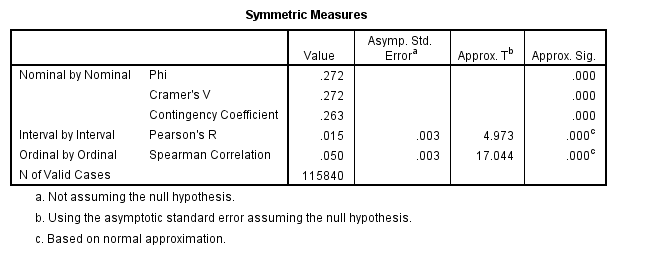 Symmetric Measures
Value Asymp. Std. Error^a Approx. T^b Approx. Sig.
Nominal by Nominal Phi .272 .000
Cramer's V .272 .000
Contingency Coefficient .263 .000
Interval by Interval Pearson's R .015 .003 4.973 .000^c
Ordinal by Ordinal Spearman Correlation .050 .003 17.044 .000^c
N of Valid Cases 115840
a. Not assuming the null hypothesis.
b. Using the asymptotic standard error assuming the null hypothesis.
c. Based on normal approximation.